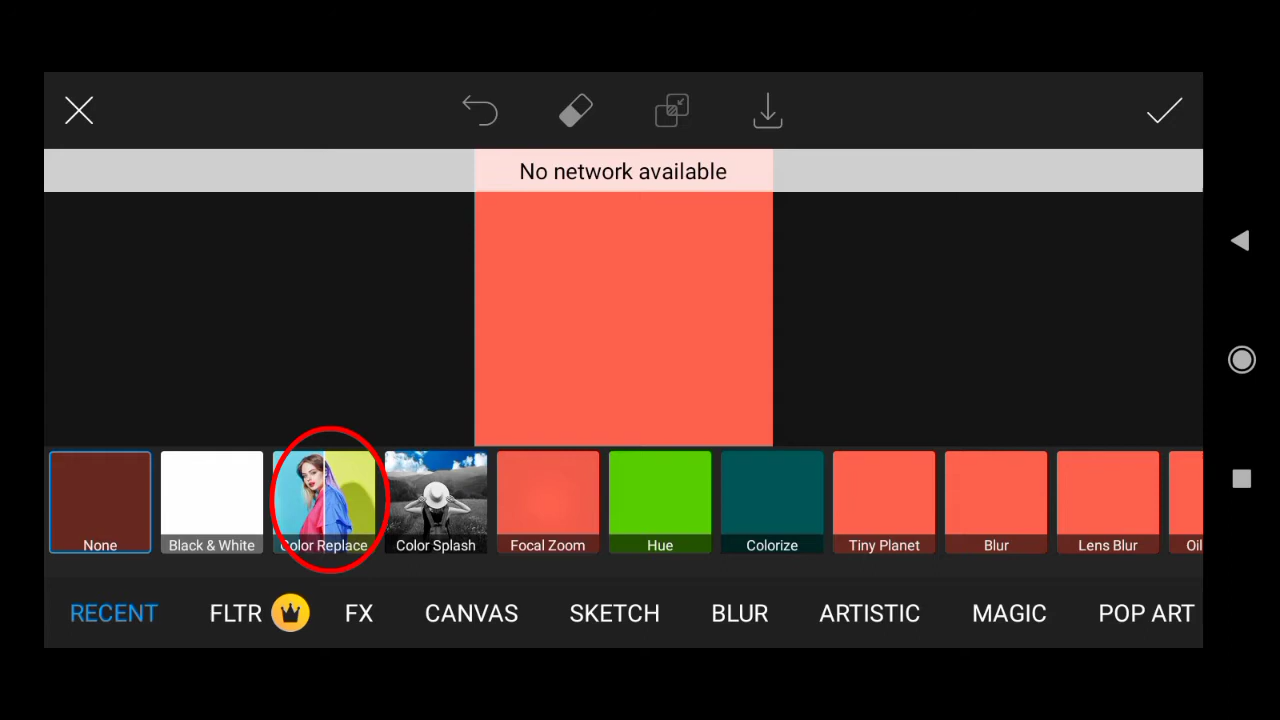 No network available
None
Black & White
Color Replace
Color Splash
Focal Zoom
Hue
Colorize
Tiny Planet
Blur
Lens Blur
Oil
RECENT FLTR FX CANVAS SKETCH BLUR ARTISTIC MAGIC POP ART